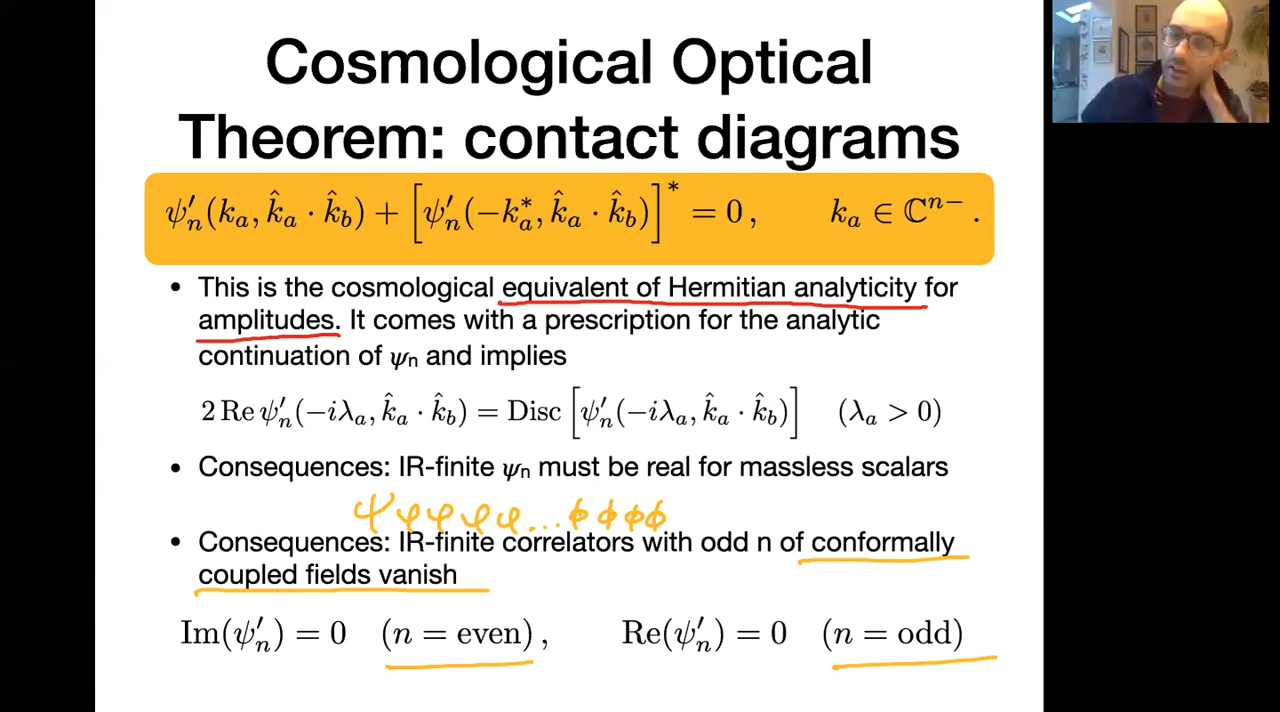 Cosmological Optical
Theorem: contact diagrams
ψ′ₙ(kₐ, k̂ₐ · k̂_b) + [ψ′ₙ(−kₐ*, k̂ₐ · k̂_b)]* = 0 , kₐ ∈ ℂⁿ⁻ .
• This is the cosmological equivalent of Hermitian analyticity for
amplitudes. It comes with a prescription for the analytic
continuation of ψn and implies
2 Re ψ′ₙ(−iλₐ, k̂ₐ · k̂_b) = Disc [ψ′ₙ(−iλₐ, k̂ₐ · k̂_b)] (λₐ > 0)
• Consequences: IR-finite ψn must be real for massless scalars
ψ φ φ φ φ ... ϕ ϕ ϕ ϕ
• Consequences: IR-finite correlators with odd n of conformally
coupled fields vanish
Im(ψ′ₙ) = 0 (n = even) , Re(ψ′ₙ) = 0 (n = odd)